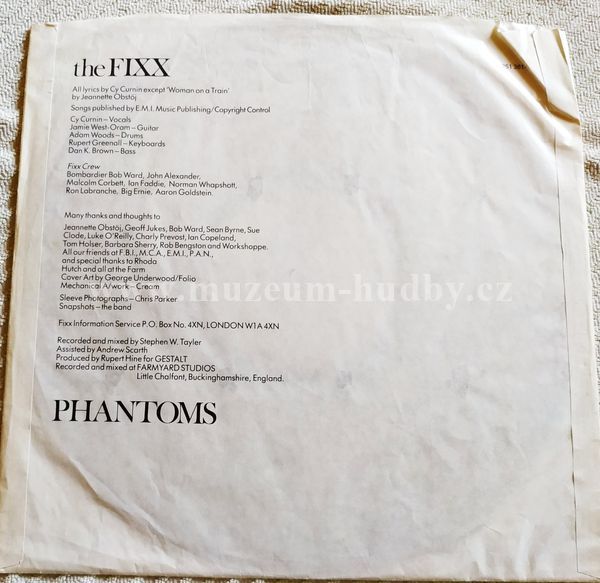 the FIXX
All lyrics by Cy Curnin except 'Woman on a Train'
by Jeannette Obstój
Songs published by E.M.I. Music Publishing/Copyright Control
Cy Curnin – Vocals
Jamie West-Oram – Guitar
Adam Woods – Drums
Rupert Greenall – Keyboards
Dan K. Brown – Bass
Fixx Crew
Bombardier Bob Ward, John Alexander,
Malcolm Corbett, Ian Faddie, Norman Whapshott,
Ron Labranche, Big Ernie, Aaron Goldstein.
Many thanks and thoughts to
Jeannette Obstój, Geoff Jukes, Bob Ward, Sean Byrne, Sue
Clode, Luke O'Reilly, Charly Prevost, Ian Copeland,
Tom Holser, Barbara Sherry, Rob Bengston and Workshoppe.
All our friends at F.B.I., M.C.A., E.M.I., P.A.N.,
and special thanks to Rhoda
Hutch and all at the Farm
Cover Art by George Underwood/Folio
Mechanical A/work – Cream
www.muzeum-hudby.cz
Sleeve Photographs – Chris Parker
Snapshots – the band
Fixx Information Service P.O. Box No. 4XN, LONDON W1A 4XN
Recorded and mixed by Stephen W. Tayler
Assisted by Andrew Scarth
Produced by Rupert Hine for GESTALT
Recorded and mixed at FARMYARD STUDIOS
Little Chalfont, Buckinghamshire, England.
PHANTOMS